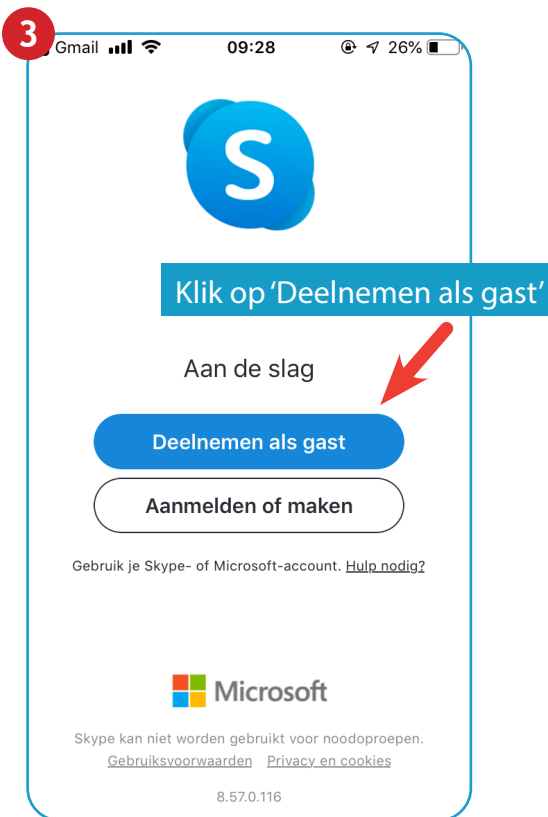 3
Gmail 09:28 26%
S
Klik op ‘Deelnemen als gast’
Aan de slag
Deelnemen als gast
Aanmelden of maken
Gebruik je Skype- of Microsoft-account. Hulp nodig?
Microsoft
Skype kan niet worden gebruikt voor noodoproepen.
Gebruiksvoorwaarden Privacy en cookies
8.57.0.116